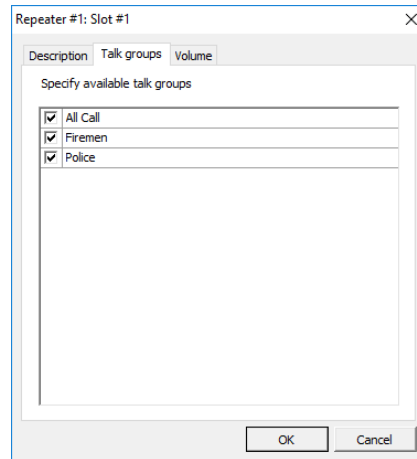 Repeater #1: Slot #1
Description Talk groups Volume
Specify available talk groups
All Call
Firemen
Police
OK Cancel